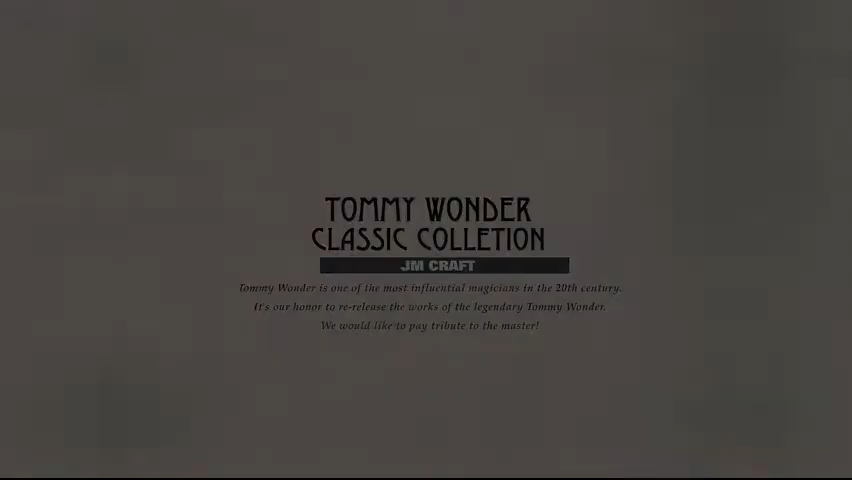 TOMMY WONDER
CLASSIC COLLETION
JM CRAFT
Tommy Wonder is one of the most influential magicians in the 20th century.
It's our honor to re-release the works of the legendary Tommy Wonder.
We would like to pay tribute to the master!